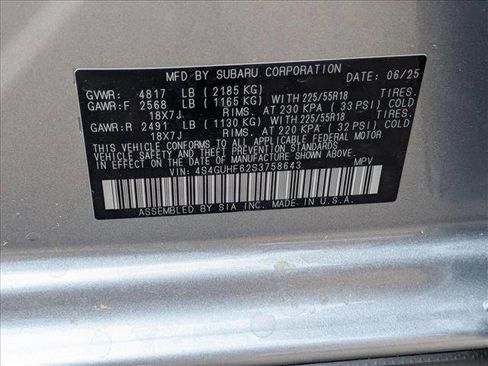 MFD BY SUBARU CORPORATION DATE: 06/25
GVWR: 4817 LB (2185 KG)
GAWR:F 2568 LB (1165 KG) WITH 225/55R18
18X7J RIMS. AT 230 KPA ( 33 PSI) COLD
GAWR:R 2491 LB (1130 KG) WITH 225/55R18
18X7J RIMS. AT 220 KPA ( 32 PSI) COLD
THIS VEHICLE CONFORMS TO ALL APPLICABLE FEDERAL MOTOR
VEHICLE SAFETY AND THEFT PREVENTION STANDARDS
IN EFFECT ON THE DATE OF MANUFACTURE SHOWN ABOVE.
VIN: 4S4GUHF62S3758643 MPV
ASSEMBLED BY SIA INC. MADE IN U.S.A.